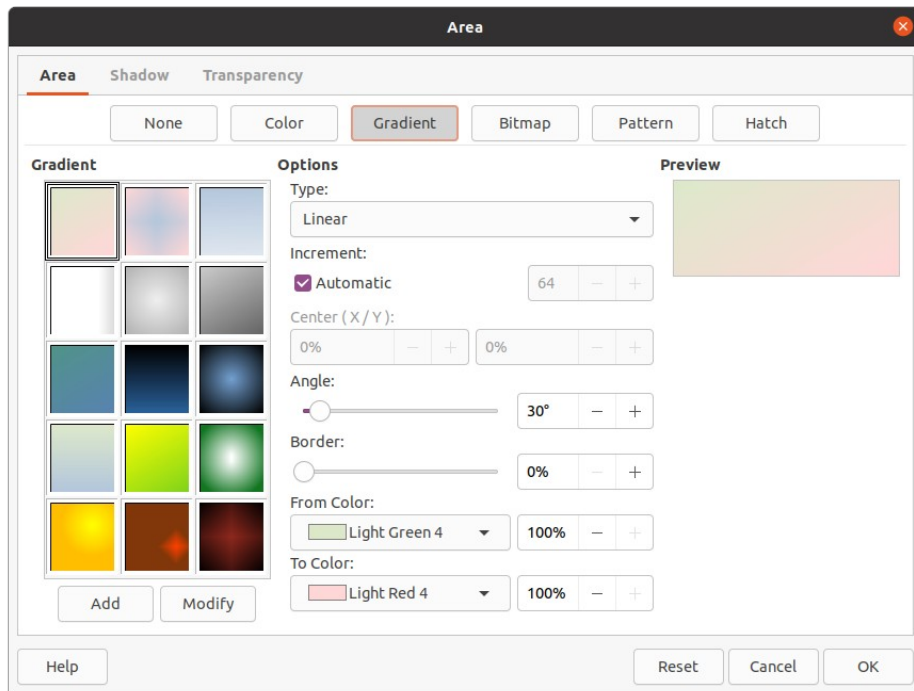 Area
Area Shadow Transparency
None Color Gradient Bitmap Pattern Hatch
Gradient
Options
Type:
Linear
Increment:
Automatic 64
Center ( X / Y ):
0% 0%
Angle:
30°
Border:
0%
From Color:
Light Green 4 100%
To Color:
Light Red 4 100%
Preview
Add Modify
Help Reset Cancel OK